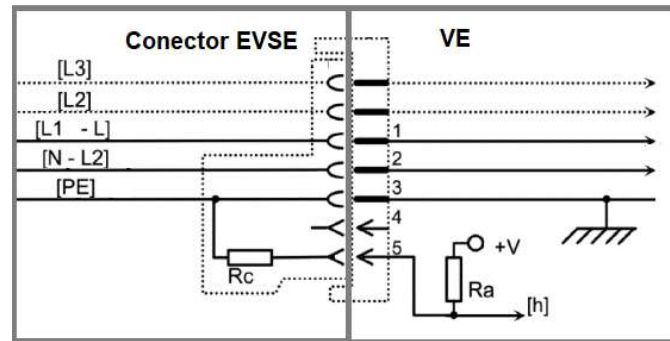 Conector EVSE VE
[L3]
[L2]
[L1 - L] 1
[N - L2] 2
[PE] 3
4
5 +V
Rc Ra [h]